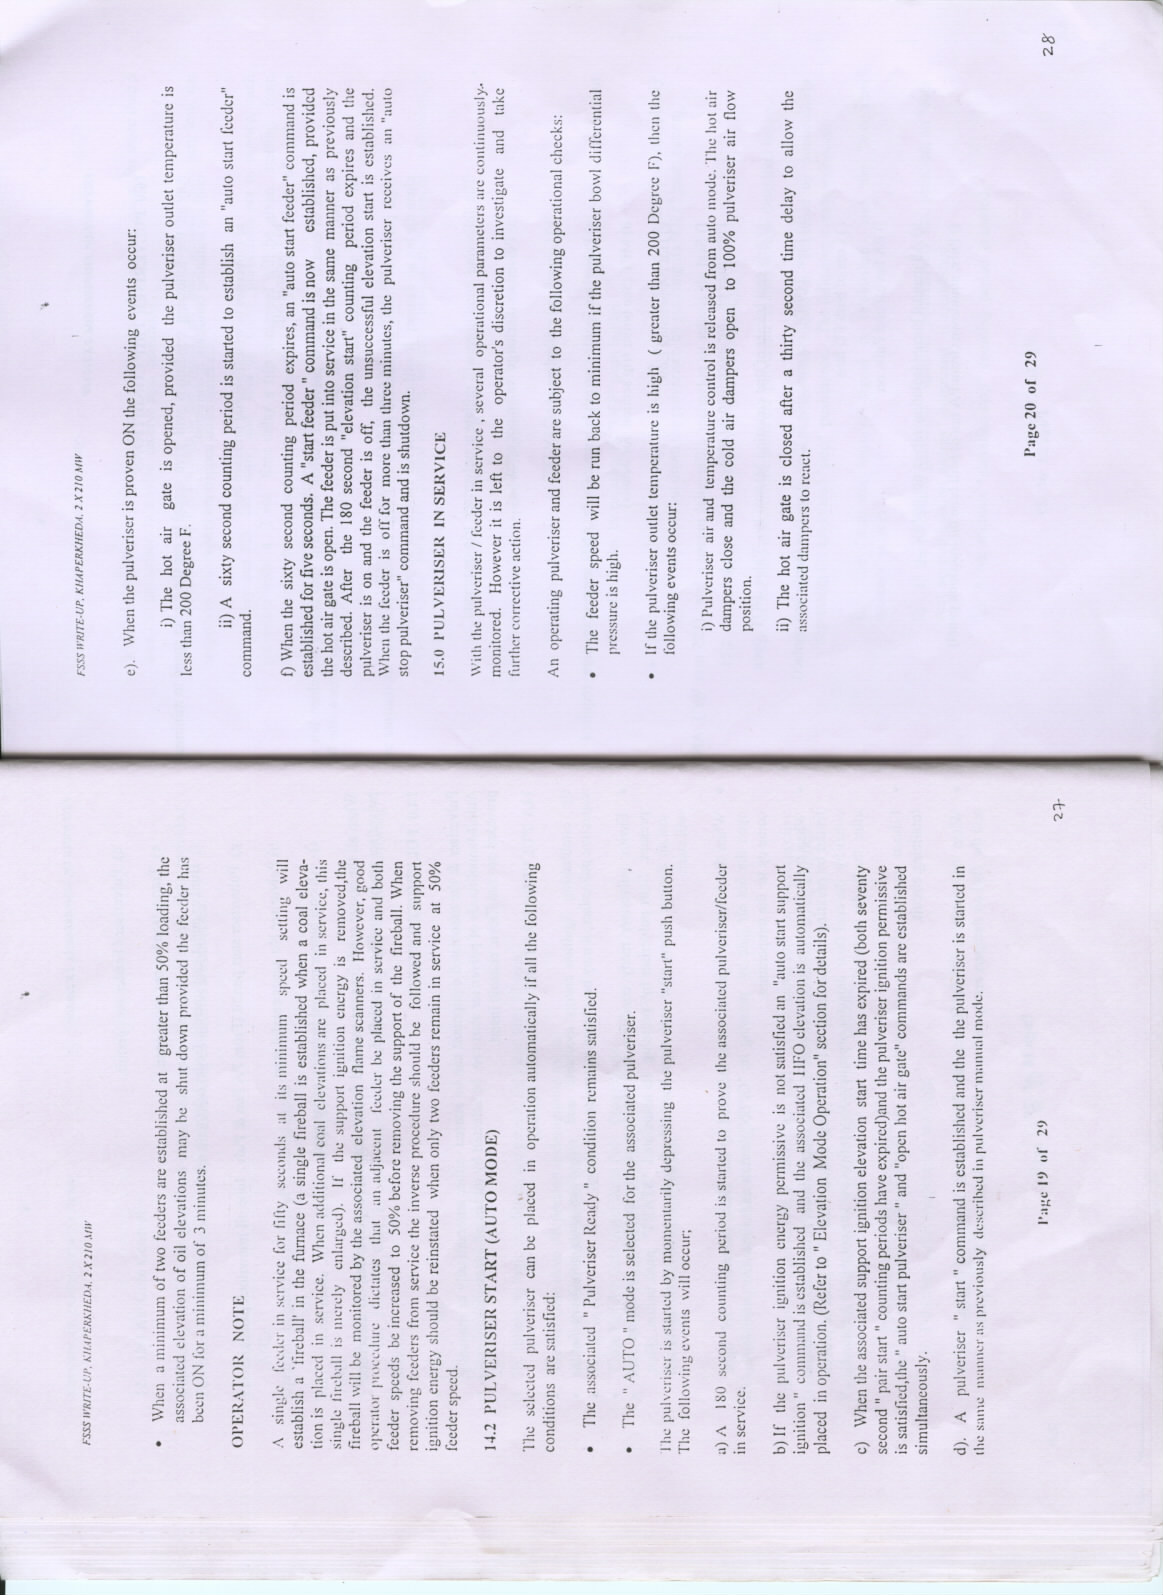 FSSS WRITE-UP, KHAPERKHEDA, 2 X 210 MW
• When a minimum of two feeders are established at greater than 50% loading, the
associated elevation of oil elevations may be shut down provided the feeder has
been ON for a minimum of 3 minutes.
OPERATOR NOTE
A single feeder in service for fifty seconds at its minimum speed setting will
establish a 'fireball' in the furnace (a single fireball is established when a coal eleva-
tion is placed in service. When additional coal elevations are placed in service, this
single fireball is merely enlarged). If the support ignition energy is removed,the
fireball will be monitored by the associated elevation flame scanners. However, good
operator procedure dictates that an adjacent feeder be placed in service and both
feeder speeds be increased to 50% before removing the support of the fireball. When
removing feeders from service the inverse procedure should be followed and support
ignition energy should be reinstated when only two feeders remain in service at 50%
feeder speed.
14.2 PULVERISER START (AUTO MODE)
The selected pulveriser can be placed in operation automatically if all the following
conditions are satisfied:
• The associated " Pulveriser Ready " condition remains satisfied.
• The " AUTO " mode is selected for the associated pulveriser.
The pulveriser is started by momentarily depressing the pulveriser "start" push button.
The following events will occur:
a) A 180 second counting period is started to prove the associated pulveriser/feeder
in service.
b) If the pulveriser ignition energy permissive is not satisfied an "auto start support
ignition" command is established and the associated HFO elevation is automatically
placed in operation. (Refer to " Elevation Mode Operation" section for details).
c) When the associated support ignition elevation start time has expired (both seventy
second " pair start " counting periods have expired)and the pulveriser ignition permissive
is satisfied,the " auto start pulveriser " and "open hot air gate" commands are established
simultaneously.
d). A pulveriser " start " command is established and the the pulveriser is started in
the same manner as previously described in pulveriser manual mode.
Page 19 of 29
27
FSSS WRITE-UP, KHAPERKHEDA, 2 X 210 MW
e). When the pulveriser is proven ON the following events occur:
i) The hot air gate is opened, provided the pulveriser outlet temperature is
less than 200 Degree F.
ii) A sixty second counting period is started to establish an "auto start feeder"
command.
f) When the sixty second counting period expires, an "auto start feeder" command is
established for five seconds. A "start feeder" command is now established, provided
the hot air gate is open. The feeder is put into service in the same manner as previously
described. After the 180 second "elevation start" counting period expires and the
pulveriser is on and the feeder is off, the unsuccessful elevation start is established.
When the feeder is off for more than three minutes, the pulveriser receives an "auto
stop pulveriser" command and is shutdown.
15.0 PULVERISER IN SERVICE
With the pulveriser / feeder in service , several operational parameters are continuously
monitored. However it is left to the operator's discretion to investigate and take
further corrective action.
An operating pulveriser and feeder are subject to the following operational checks:
• The feeder speed will be run back to minimum if the pulveriser bowl differential
pressure is high.
• If the pulveriser outlet temperature is high ( greater than 200 Degree F), then the
following events occur:
i) Pulveriser air and temperature control is released from auto mode. The hot air
dampers close and the cold air dampers open to 100% pulveriser air flow
position.
ii) The hot air gate is closed after a thirty second time delay to allow the
associated dampers to react.
Page 20 of 29
28